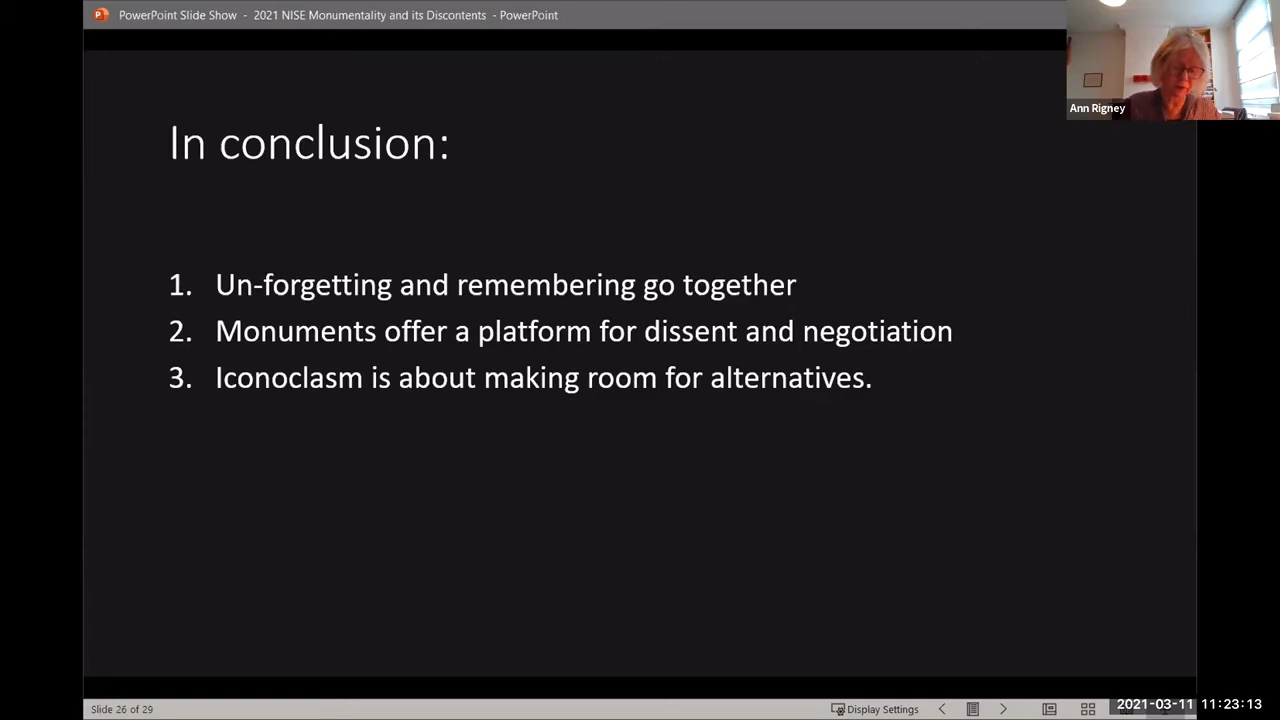 PowerPoint Slide Show - 2021 NISE Monumentality and its Discontents - PowerPoint
Ann Rigney
In conclusion:
1. Un-forgetting and remembering go together
2. Monuments offer a platform for dissent and negotiation
3. Iconoclasm is about making room for alternatives.
Slide 26 of 29
Display Settings
2021-03-11 11:23:13